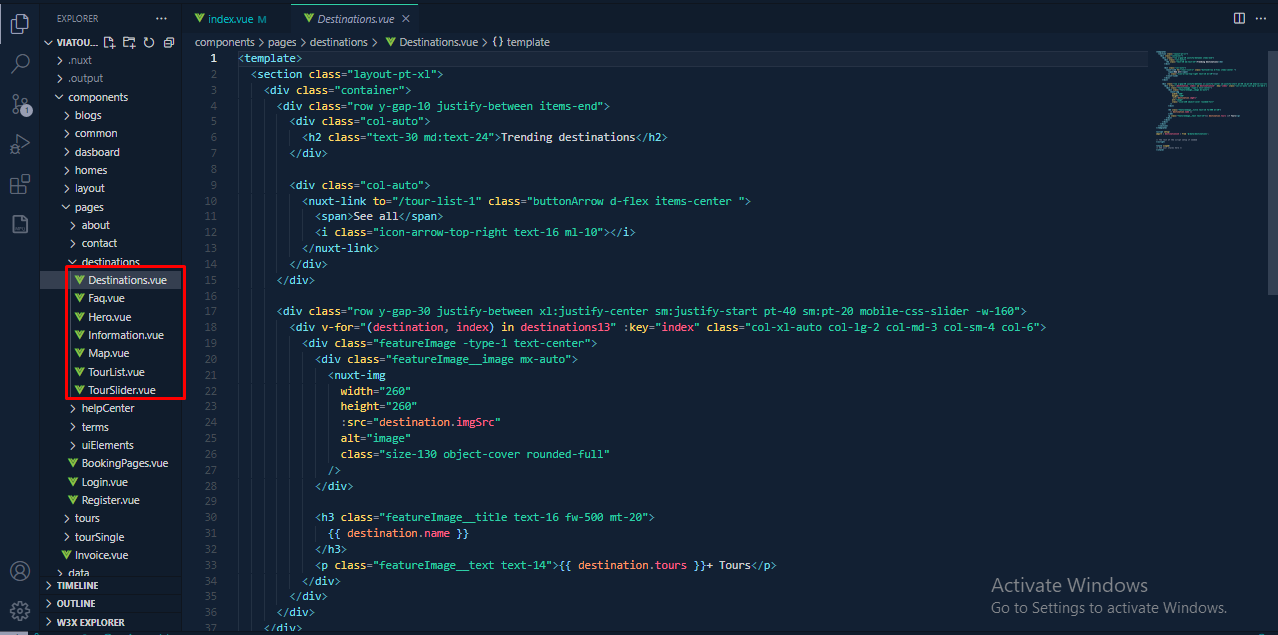 EXPLORER
VIATOU...
.nuxt
.output
components
blogs
common
dasboard
homes
layout
pages
about
contact
destinations
Destinations.vue
Faq.vue
Hero.vue
Information.vue
Map.vue
TourList.vue
TourSlider.vue
helpCenter
terms
uiElements
BookingPages.vue
Login.vue
Register.vue
tours
tourSingle
Invoice.vue
data
TIMELINE
OUTLINE
W3X EXPLORER
1
index.vue M
Destinations.vue
components > pages > destinations > Destinations.vue > {} template
1 <template>
2 <section class="layout-pt-xl">
3 <div class="container">
4 <div class="row y-gap-10 justify-between items-end">
5 <div class="col-auto">
6 <h2 class="text-30 md:text-24">Trending destinations</h2>
7 </div>
8
9 <div class="col-auto">
10 <nuxt-link to="/tour-list-1" class="buttonArrow d-flex items-center ">
11 <span>See all</span>
12 <i class="icon-arrow-top-right text-16 ml-10"></i>
13 </nuxt-link>
14 </div>
15 </div>
16
17 <div class="row y-gap-30 justify-between xl:justify-center sm:justify-start pt-40 sm:pt-20 mobile-css-slider -w-160">
18 <div v-for="(destination, index) in destinations13" :key="index" class="col-xl-auto col-lg-2 col-md-3 col-sm-4 col-6">
19 <div class="featureImage -type-1 text-center">
20 <div class="featureImage__image mx-auto">
21 <nuxt-img
22 width="260"
23 height="260"
24 :src="destination.imgSrc"
25 alt="image"
26 class="size-130 object-cover rounded-full"
27 />
28 </div>
29
30 <h3 class="featureImage__title text-16 fw-500 mt-20">
31 {{ destination.name }}
32 </h3>
33 <p class="featureImage__text text-14">{{ destination.tours }}+ Tours</p>
34 </div>
35 </div>
36 </div>
37 </div>
Activate Windows
Go to Settings to activate Windows.